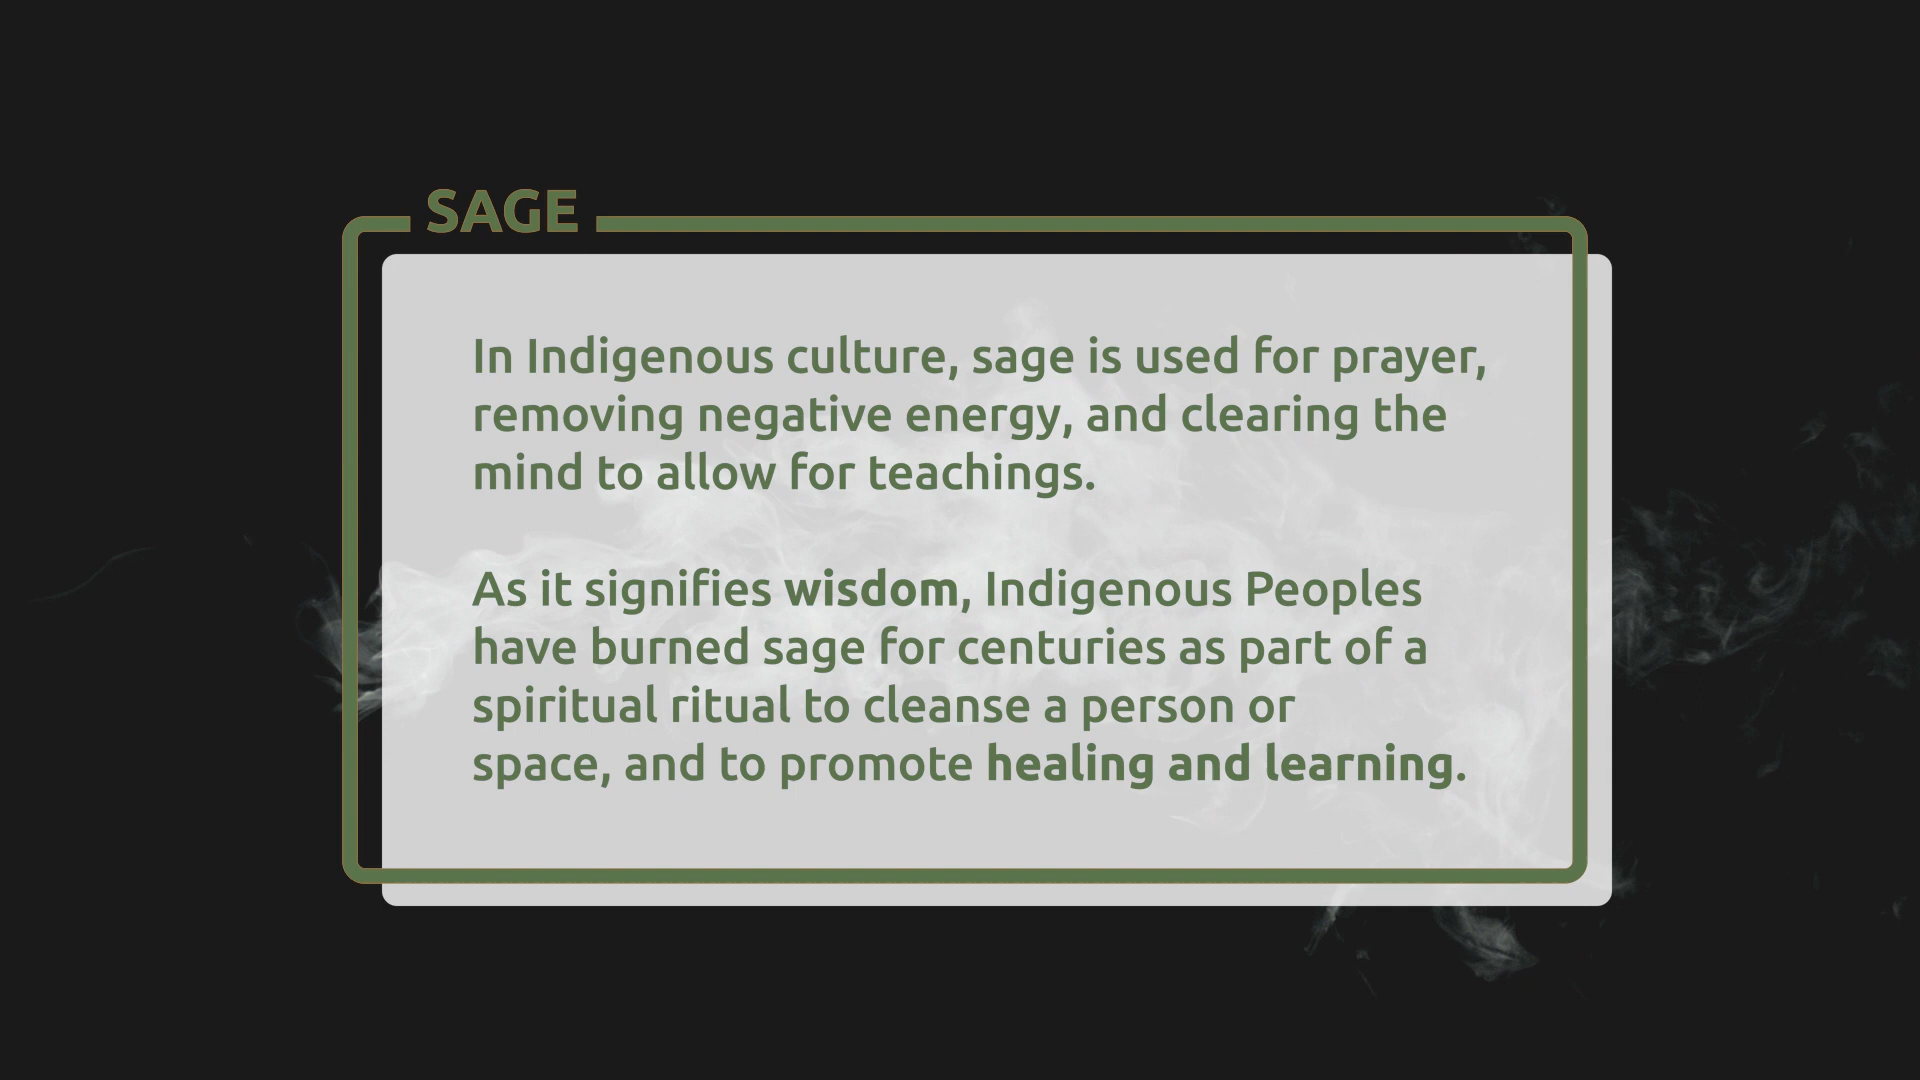 SAGE
In Indigenous culture, sage is used for prayer,
removing negative energy, and clearing the
mind to allow for teachings.
As it signifies wisdom, Indigenous Peoples
have burned sage for centuries as part of a
spiritual ritual to cleanse a person or
space, and to promote healing and learning.